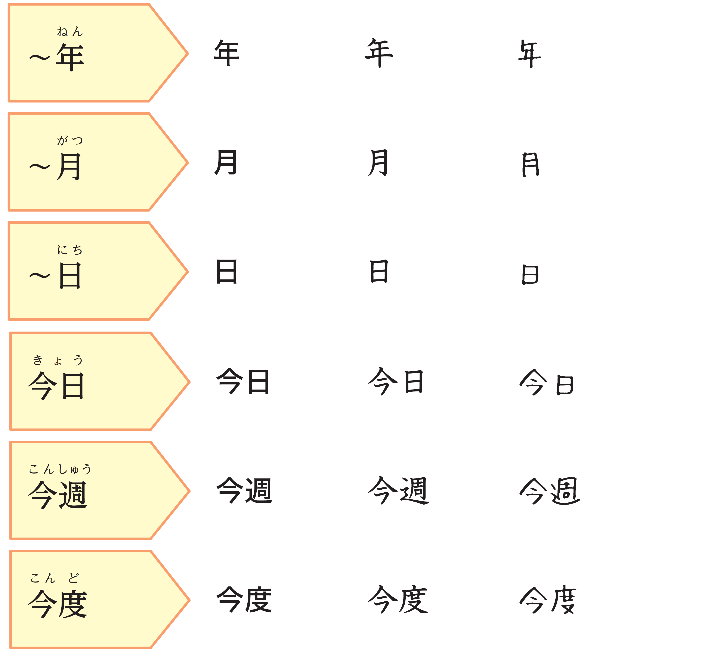 ねん
～年 年 年 年
がつ
～月 月 月 月
にち
～日 日 日 日
きょう
今日 今日 今日 今日
こんしゅう
今週 今週 今週 今週
こんど
今度 今度 今度 今度